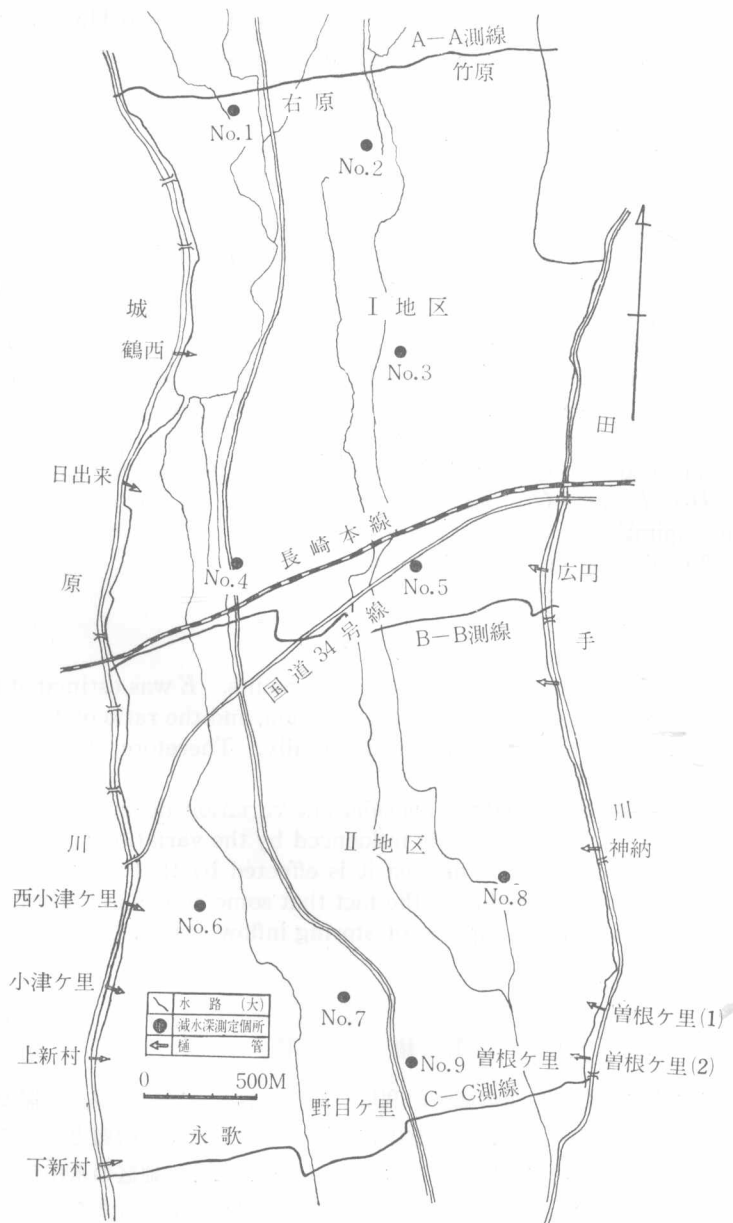 A-A測線
竹原
右原
No.1
No.2
城
I 地区
鶴西
No.3
田
日出来
長崎本線
No.4
No.5
広円
原
国道34号線
B-B測線
手
II 地区
川
川
神納
No.8
西小津ケ里
No.6
小津ケ里
水路(大)
減水深測定個所
樋管
No.7
曽根ケ里(1)
上新村
0 500M
No.9
曽根ケ里
曽根ケ里(2)
野目ケ里
C-C測線
永歌
下新村